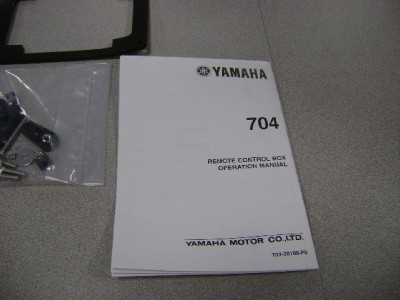 YAMAHA
704
REMOTE CONTROL BOX
OPERATION MANUAL
YAMAHA MOTOR CO.,LTD.